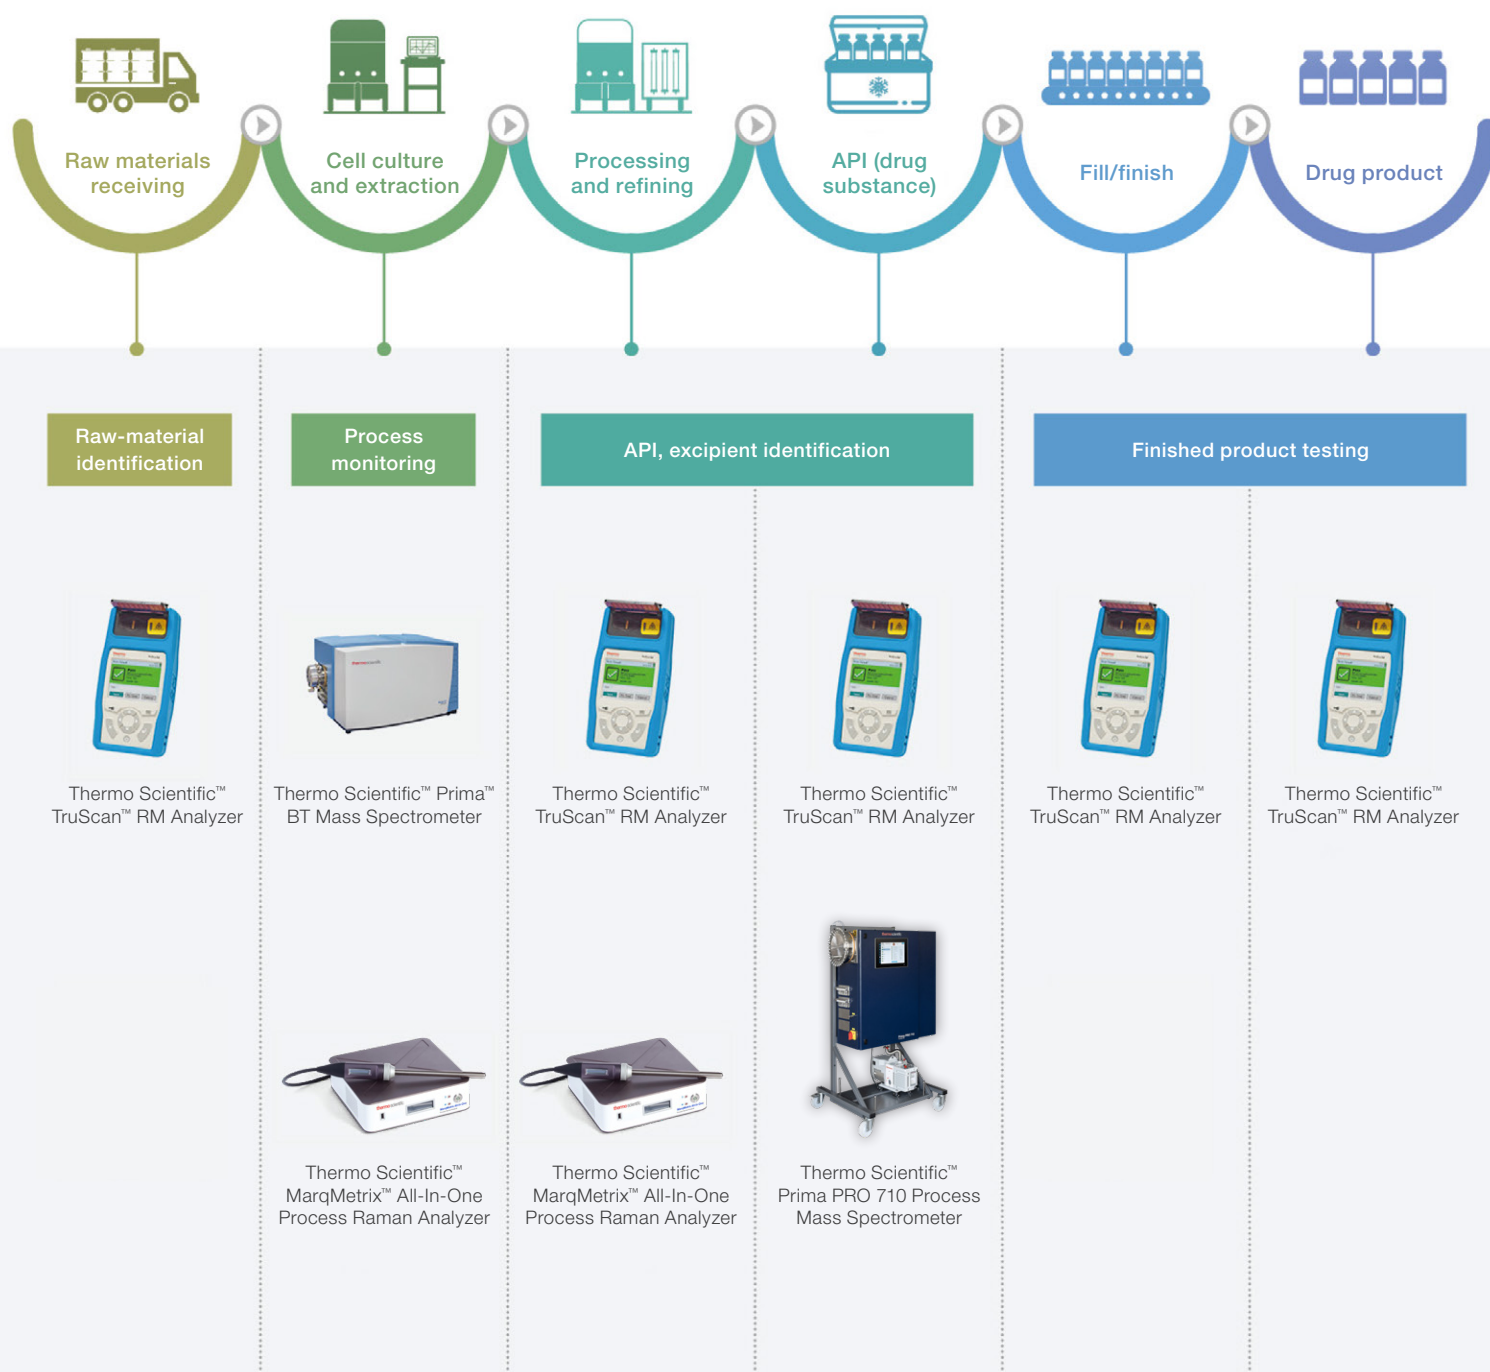 Raw materials
receiving
Cell culture
and extraction
Processing
and refining
API (drug
substance)
Fill/finish
Drug product
Raw-material
identification
Process
monitoring
API, excipient identification
Finished product testing
Thermo Scientific™
TruScan™ RM Analyzer
Thermo Scientific™ Prima™
BT Mass Spectrometer
Thermo Scientific™
TruScan™ RM Analyzer
Thermo Scientific™
TruScan™ RM Analyzer
Thermo Scientific™
TruScan™ RM Analyzer
Thermo Scientific™
TruScan™ RM Analyzer
Thermo Scientific™
MarqMetrix™ All-In-One
Process Raman Analyzer
Thermo Scientific™
MarqMetrix™ All-In-One
Process Raman Analyzer
Thermo Scientific™
Prima PRO 710 Process
Mass Spectrometer